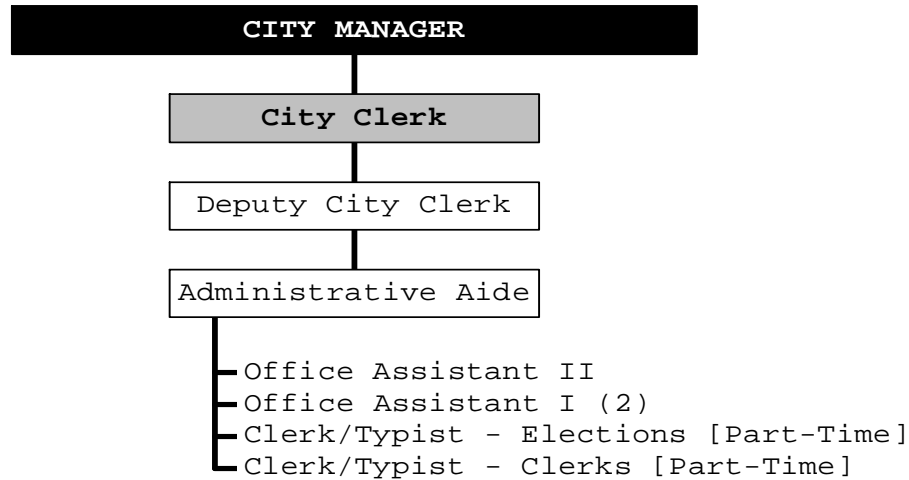 CITY MANAGER
City Clerk
Deputy City Clerk
Administrative Aide
Office Assistant II
Office Assistant I (2)
Clerk/Typist - Elections [Part-Time]
Clerk/Typist - Clerks [Part-Time]